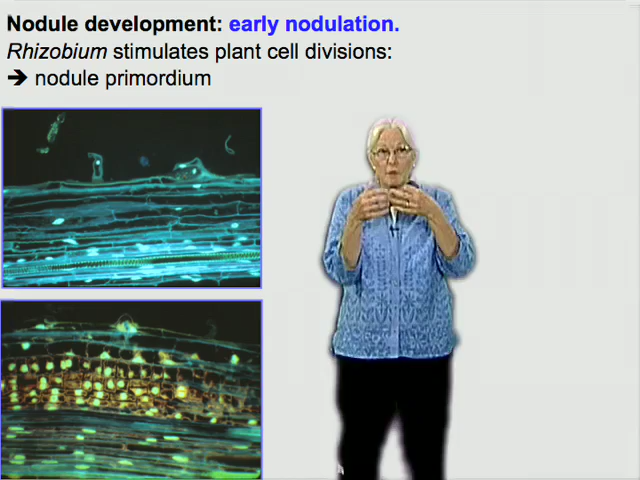 Nodule development: early nodulation.
Rhizobium stimulates plant cell divisions:
➔ nodule primordium